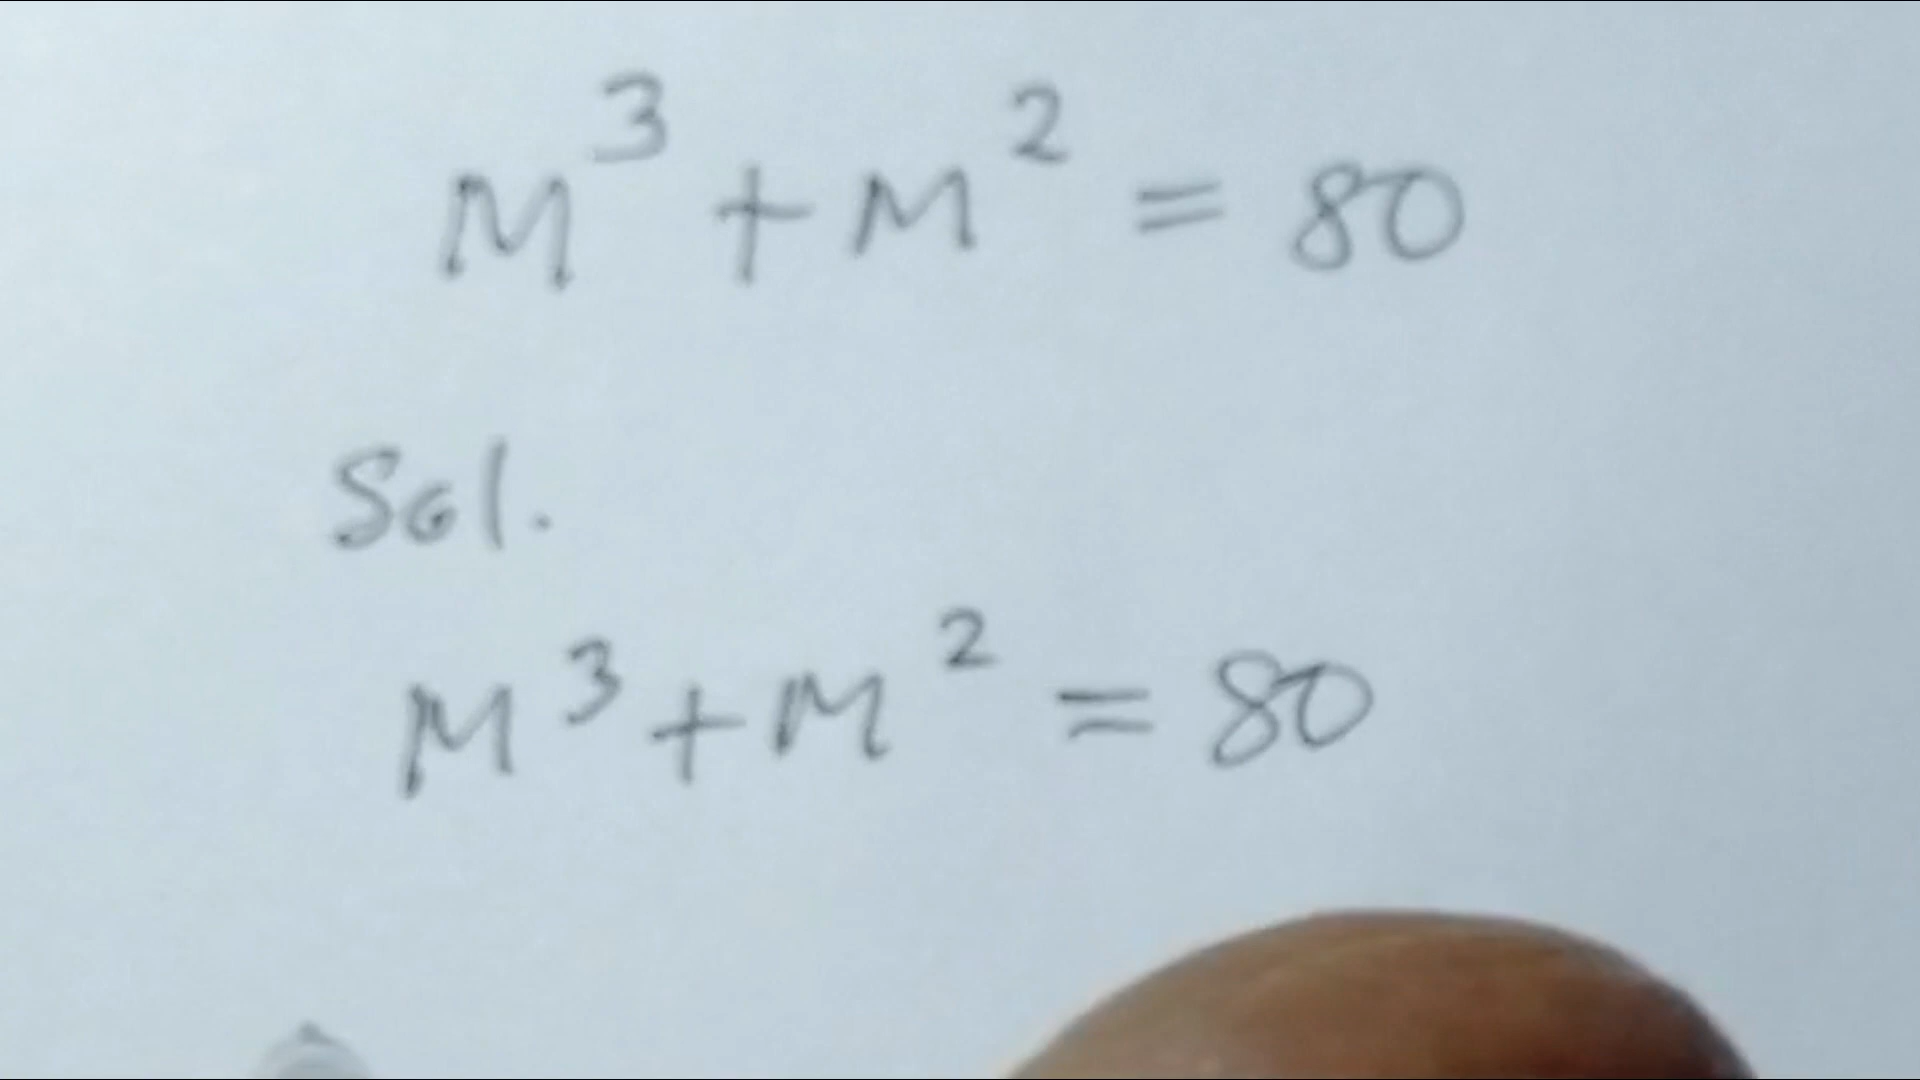 M³ + M² = 80
Sol.
M³ + M² = 80